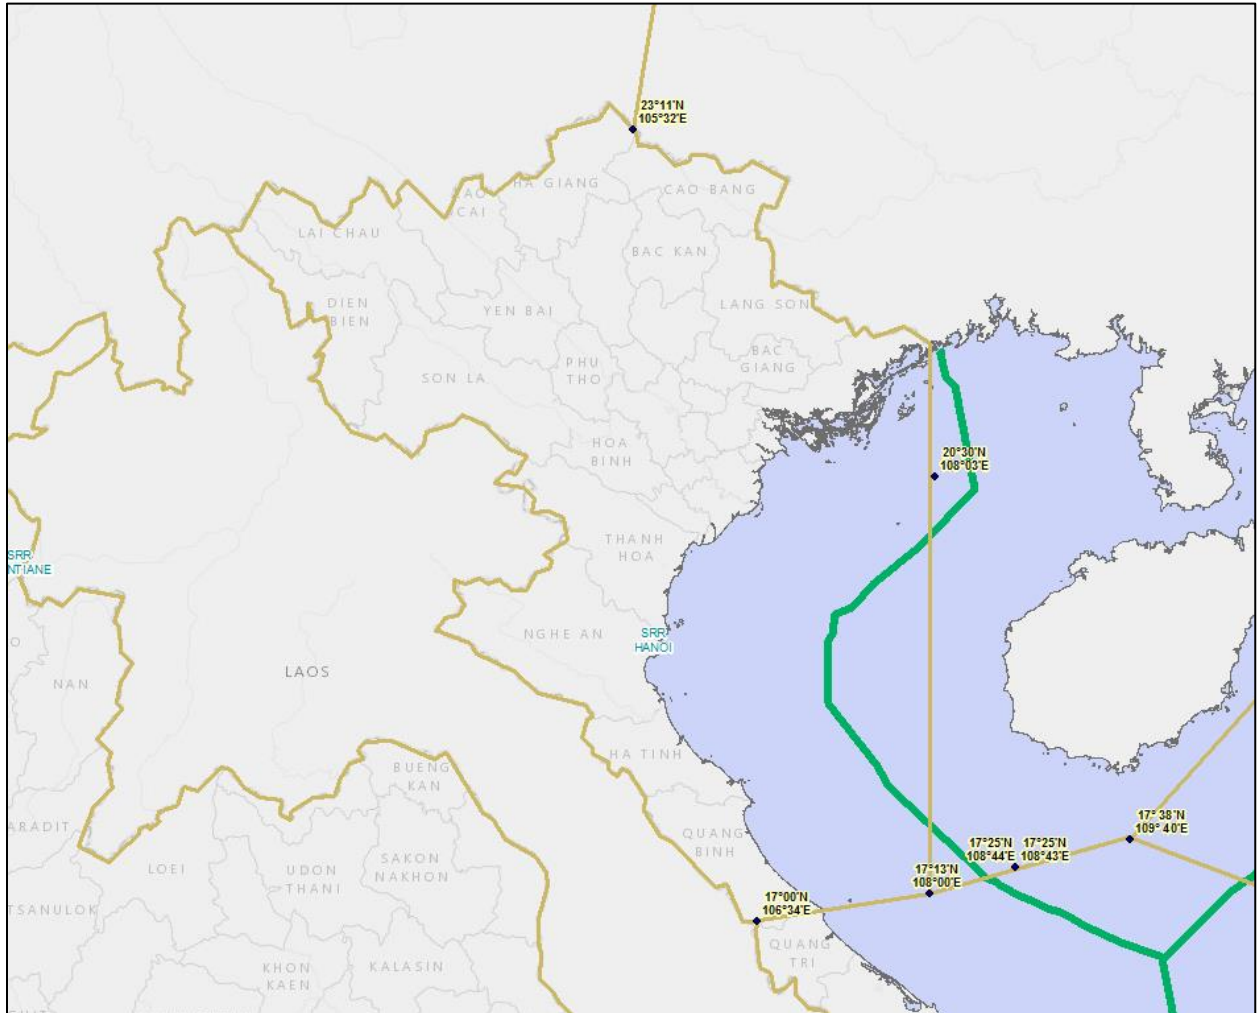 23°11'N
105°32'E
HA GIANG
CAO BANG
LAO
CAI
LAI CHAU
BAC KAN
DIEN
BIEN
YEN BAI
LANG SON
BAC
GIANG
PHU
THO
SON LA
HOA
BINH
20°30'N
108°03'E
THANH
HOA
SRR
NTIANE
NGHE AN
SRR
HANOI
O
NAN
LAOS
HA TINH
BUENG
KAN
ARADIT
QUANG
BINH
17°38'N
109°40'E
17°25'N
108°44'E
17°25'N
108°43'E
LOEI
UDON
THANI
SAKON
NAKHON
17°13'N
108°00'E
TSANULOK
17°00'N
106°34'E
QUANG
TRI
KHON
KAEN
KALASIN